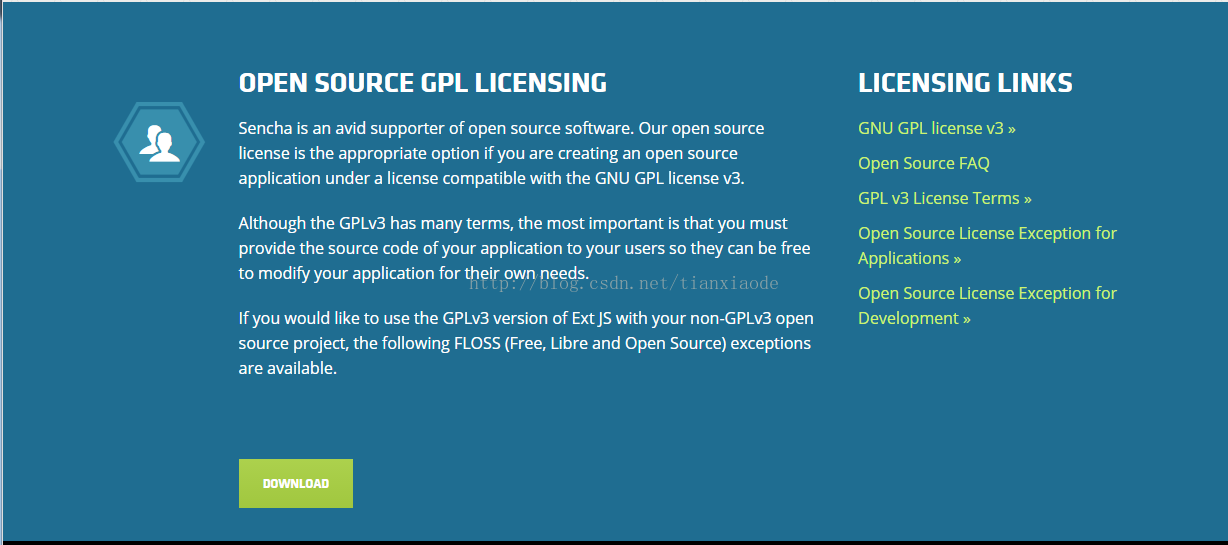 OPEN SOURCE GPL LICENSING
Sencha is an avid supporter of open source software. Our open source
license is the appropriate option if you are creating an open source
application under a license compatible with the GNU GPL license v3.
Although the GPLv3 has many terms, the most important is that you must
provide the source code of your application to your users so they can be free
to modify your application for their own needs.
http://blog.csdn.net/tianxiaode
If you would like to use the GPLv3 version of Ext JS with your non-GPLv3 open
source project, the following FLOSS (Free, Libre and Open Source) exceptions
are available.
DOWNLOAD
LICENSING LINKS
GNU GPL license v3 »
Open Source FAQ
GPL v3 License Terms »
Open Source License Exception for
Applications »
Open Source License Exception for
Development »